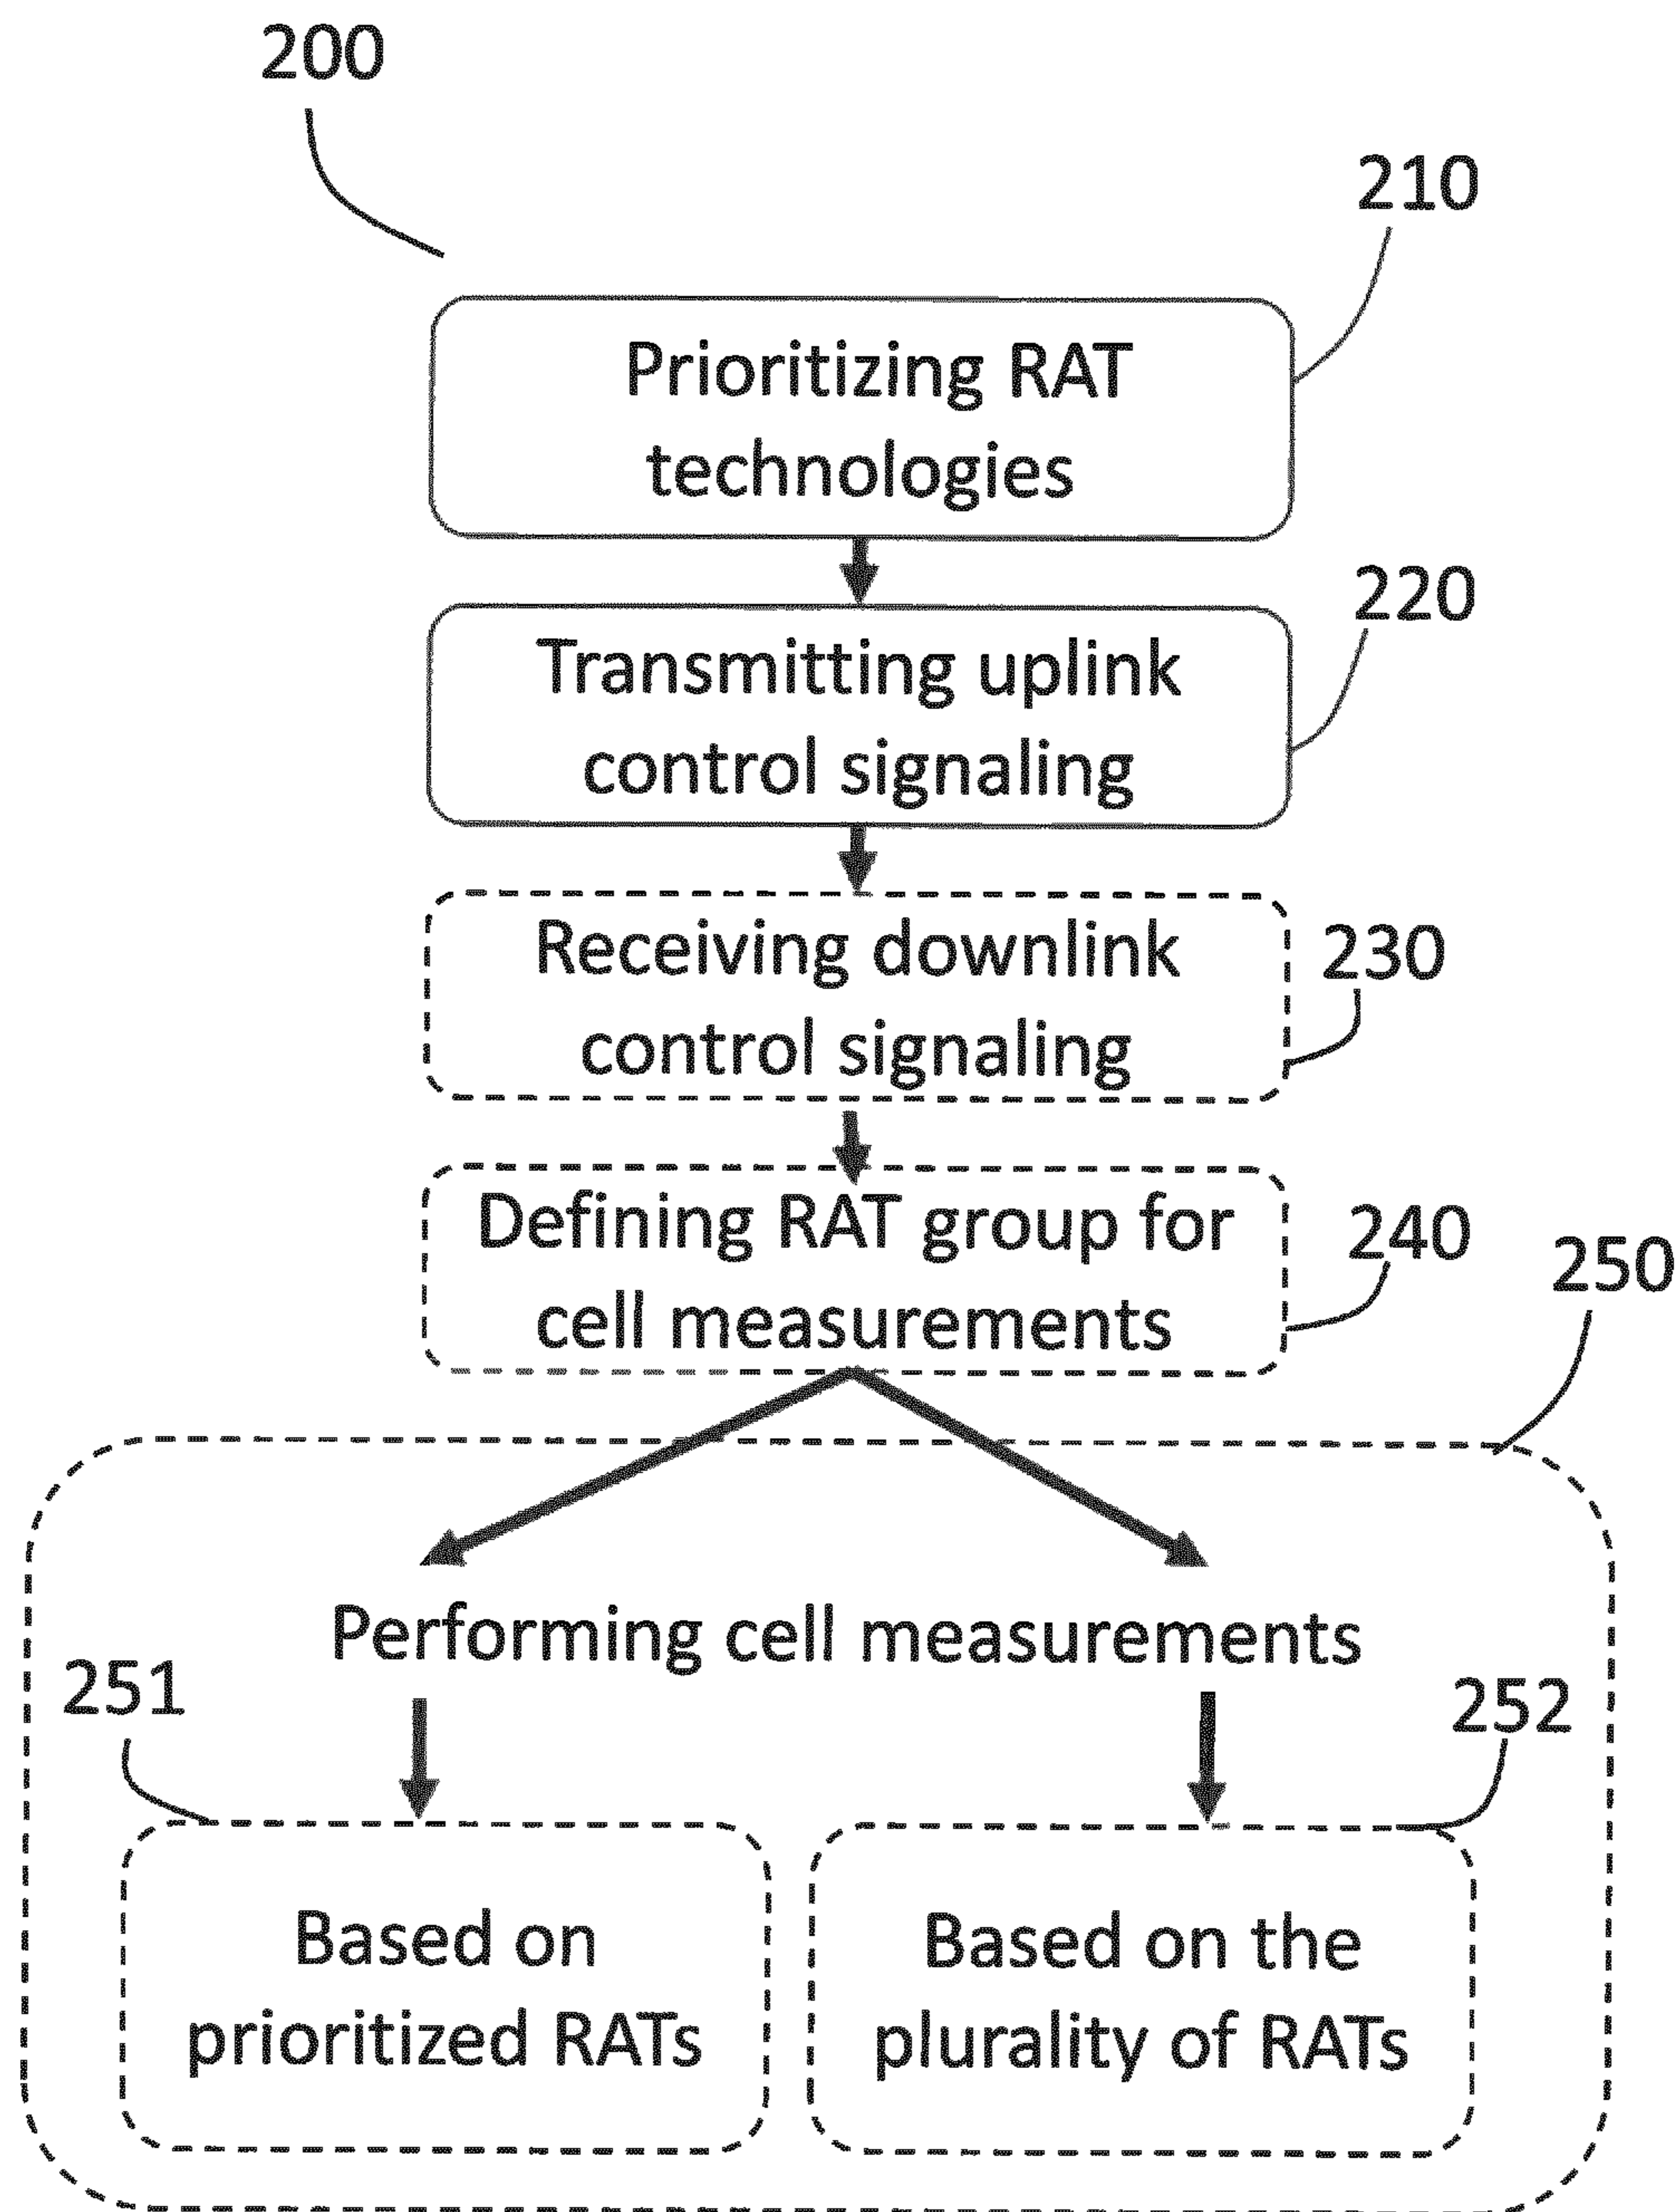 200
210
Prioritizing RAT
technologies
220
Transmitting uplink
control signaling
230
Receiving downlink
control signaling
240
Defining RAT group for
cell measurements
250
Performing cell measurements
251
252
Based on
prioritized RATs
Based on the
plurality of RATs